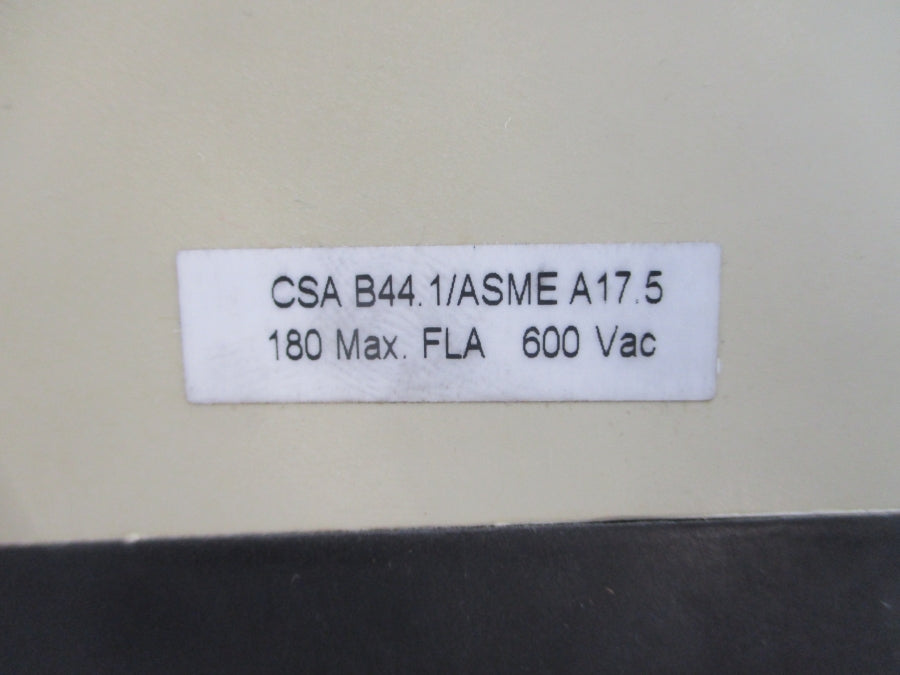 CSA B44.1/ASME A17.5
180 Max. FLA 600 Vac